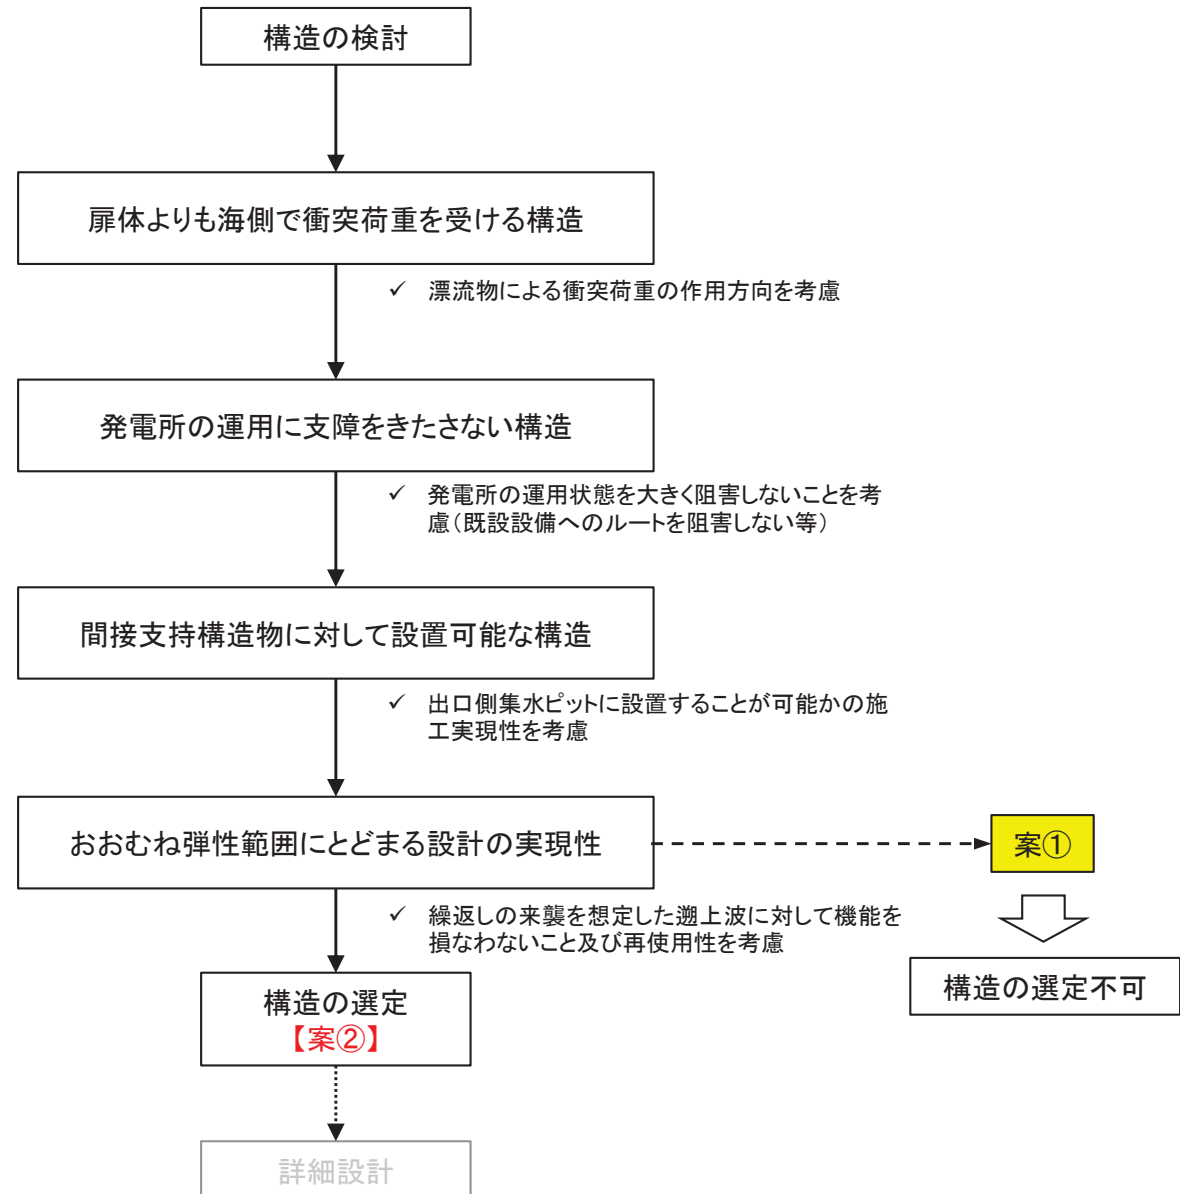 構造の検討
扉体よりも海側で衝突荷重を受ける構造
✓ 漂流物による衝突荷重の作用方向を考慮
発電所の運用に支障をきたさない構造
✓ 発電所の運用状態を大きく阻害しないことを考
慮(既設設備へのルートを阻害しない等)
間接支持構造物に対して設置可能な構造
✓ 出口側集水ピットに設置することが可能かの施
工実現性を考慮
おおむね弾性範囲にとどまる設計の実現性
案①
✓ 繰返しの来襲を想定した遡上波に対して機能を
損なわないこと及び再使用性を考慮
構造の選定不可
構造の選定
【案②】
詳細設計